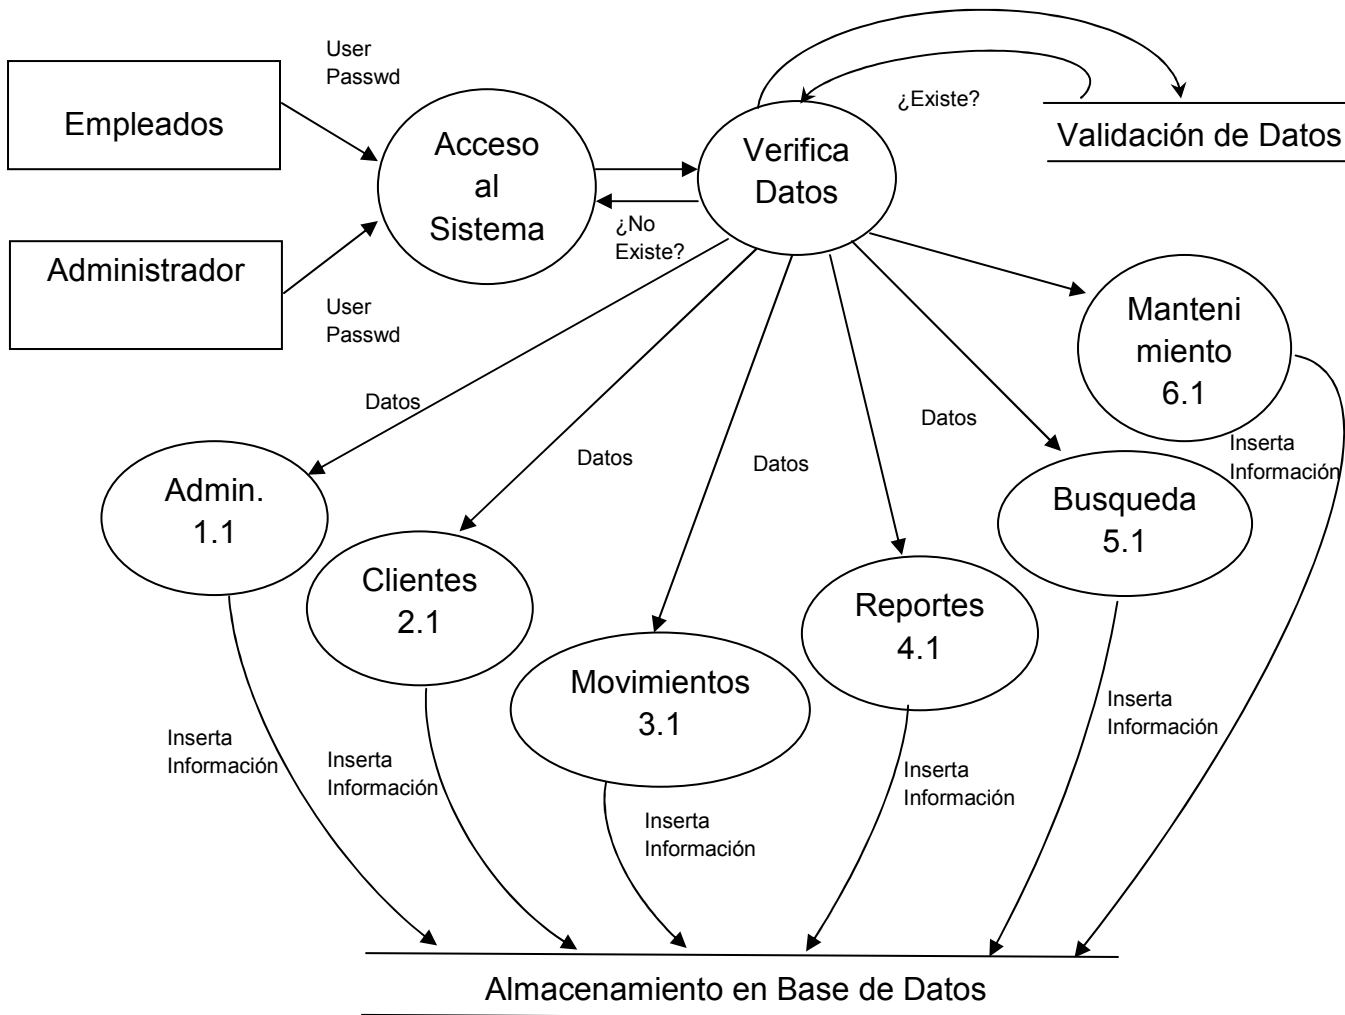 User
Passwd
Empleados
Acceso
al
Sistema
Verifica
Datos
¿Existe?
Validación de Datos
¿No
Existe?
Administrador
User
Passwd
Manteni
miento
6.1
Datos
Datos
Datos
Datos
Inserta
Información
Admin.
1.1
Clientes
2.1
Movimientos
3.1
Reportes
4.1
Busqueda
5.1
Inserta
Información
Inserta
Información
Inserta
Información
Inserta
Información
Inserta
Información
Almacenamiento en Base de Datos